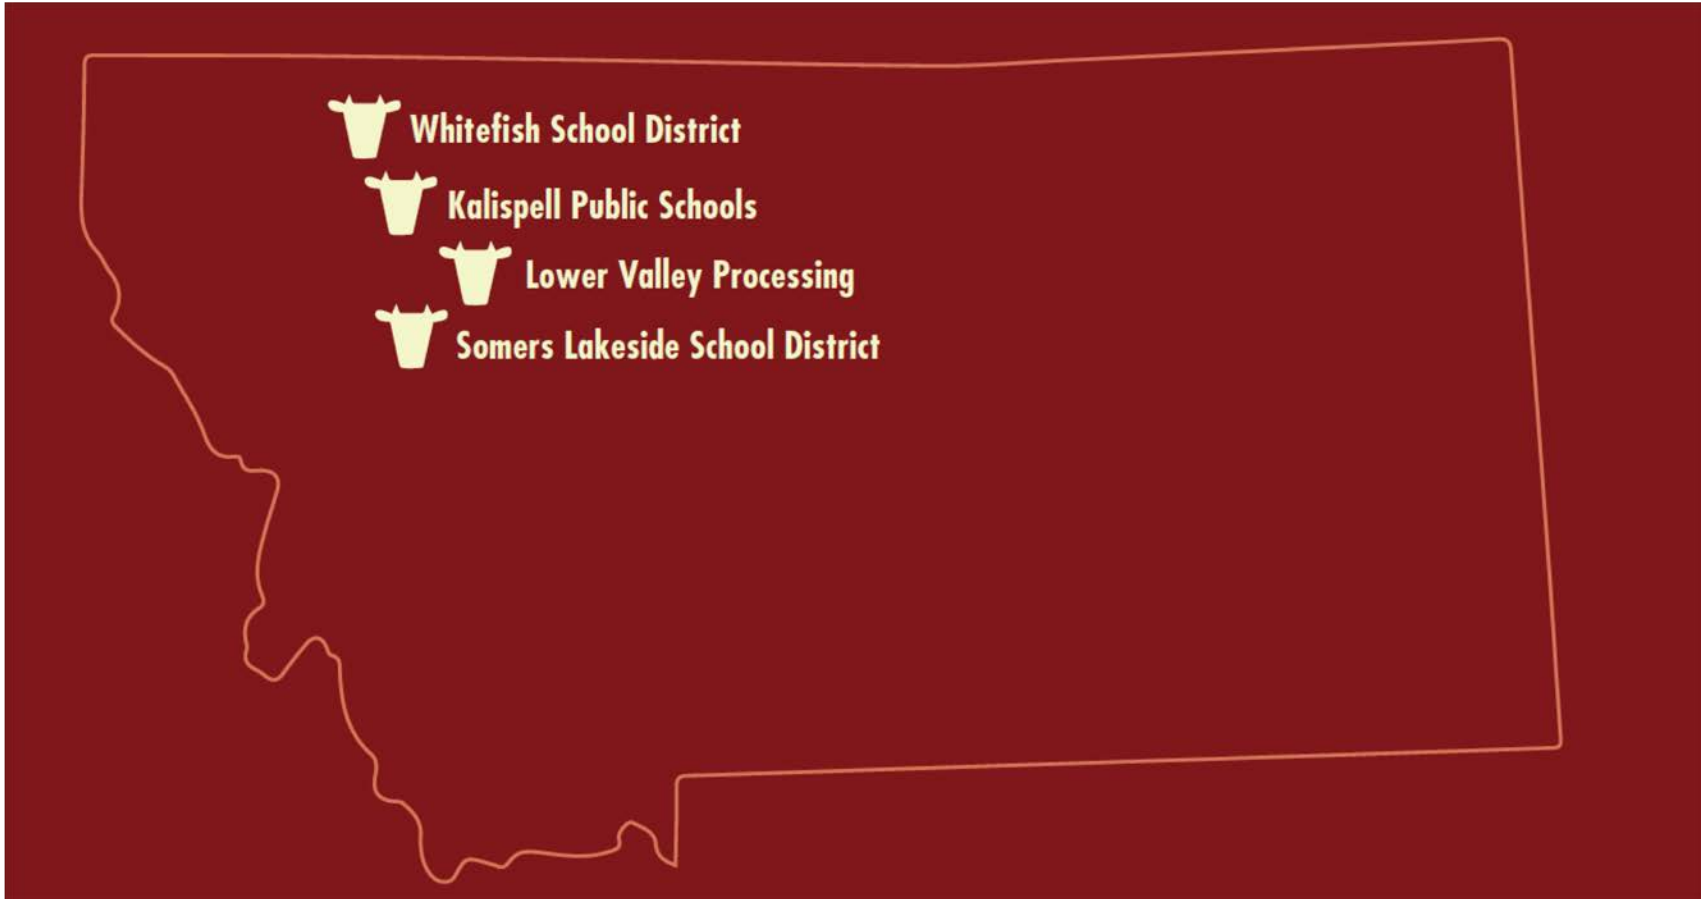 Whitefish School District
Kalispell Public Schools
Lower Valley Processing
Somers Lakeside School District